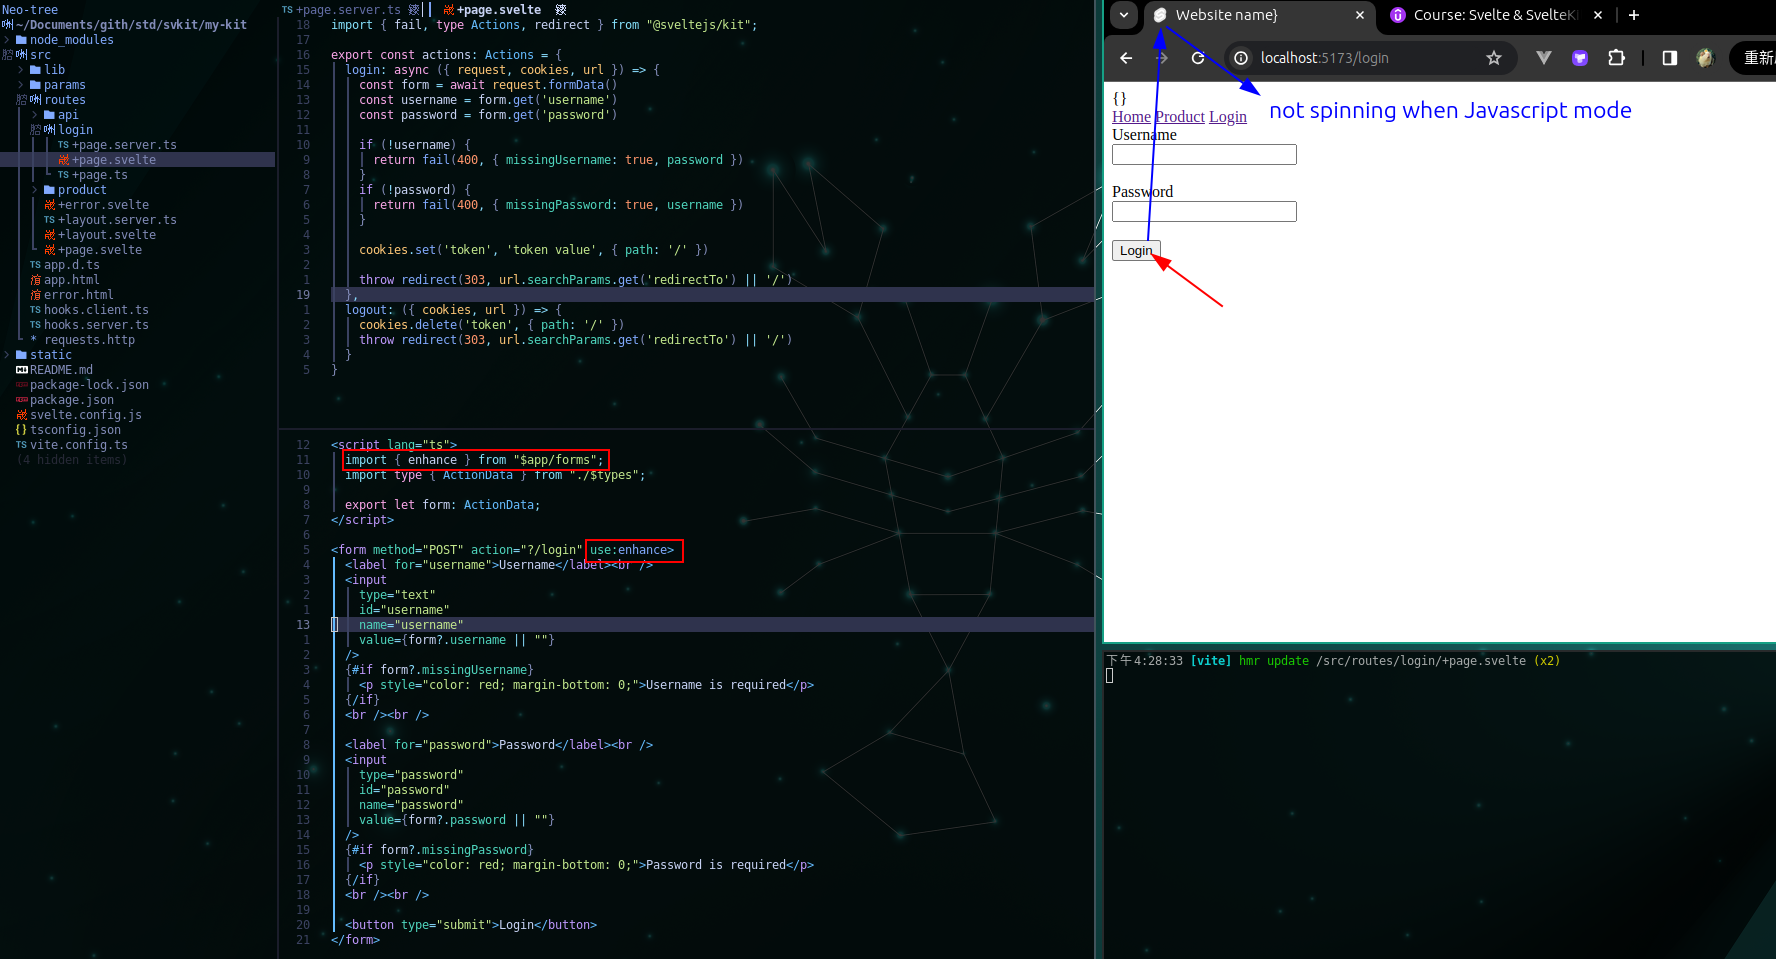 Neo-tree
~/Documents/gith/std/svkit/my-kit
node_modules
src
lib
params
routes
api
login
TS +page.server.ts
+page.svelte
TS +page.ts
product
+error.svelte
TS +layout.server.ts
+layout.svelte
+page.svelte
TS app.d.ts
app.html
error.html
TS hooks.client.ts
TS hooks.server.ts
* requests.http
static
README.md
package-lock.json
package.json
svelte.config.js
{} tsconfig.json
TS vite.config.ts
(4 hidden items)
TS +page.server.ts
+page.svelte
18 import { fail, type Actions, redirect } from "@sveltejs/kit";
17
16 export const actions: Actions = {
15 login: async ({ request, cookies, url }) => {
14 const form = await request.formData()
13 const username = form.get('username')
12 const password = form.get('password')
11
10 if (!username) {
9 return fail(400, { missingUsername: true, password })
8 }
7 if (!password) {
6 return fail(400, { missingPassword: true, username })
5 }
4
3 cookies.set('token', 'token value', { path: '/' })
2
1 throw redirect(303, url.searchParams.get('redirectTo') || '/')
19 },
1 logout: ({ cookies, url }) => {
2 cookies.delete('token', { path: '/' })
3 throw redirect(303, url.searchParams.get('redirectTo') || '/')
4 }
5 }
12 <script lang="ts">
11 import { enhance } from "$app/forms";
10 import type { ActionData } from "./$types";
9
8 export let form: ActionData;
7 </script>
6
5 <form method="POST" action="?/login" use:enhance>
4 <label for="username">Username</label><br />
3 <input
2 type="text"
1 id="username"
13 name="username"
1 value={form?.username || ""}
2 />
3 {#if form?.missingUsername}
4 <p style="color: red; margin-bottom: 0;">Username is required</p>
5 {/if}
6 <br /><br />
7
8 <label for="password">Password</label><br />
9 <input
10 type="password"
11 id="password"
12 name="password"
13 value={form?.password || ""}
14 />
15 {#if form?.missingPassword}
16 <p style="color: red; margin-bottom: 0;">Password is required</p>
17 {/if}
18 <br /><br />
19
20 <button type="submit">Login</button>
21 </form>
WebsIte name}
Course: Svelte & SvelteK
localhost:5173/login
重新
{}
Home Product Login
not spinning when Javascript mode
Username
Password
Login
下午4:28:33 [vite] hmr update /src/routes/login/+page.svelte (x2)